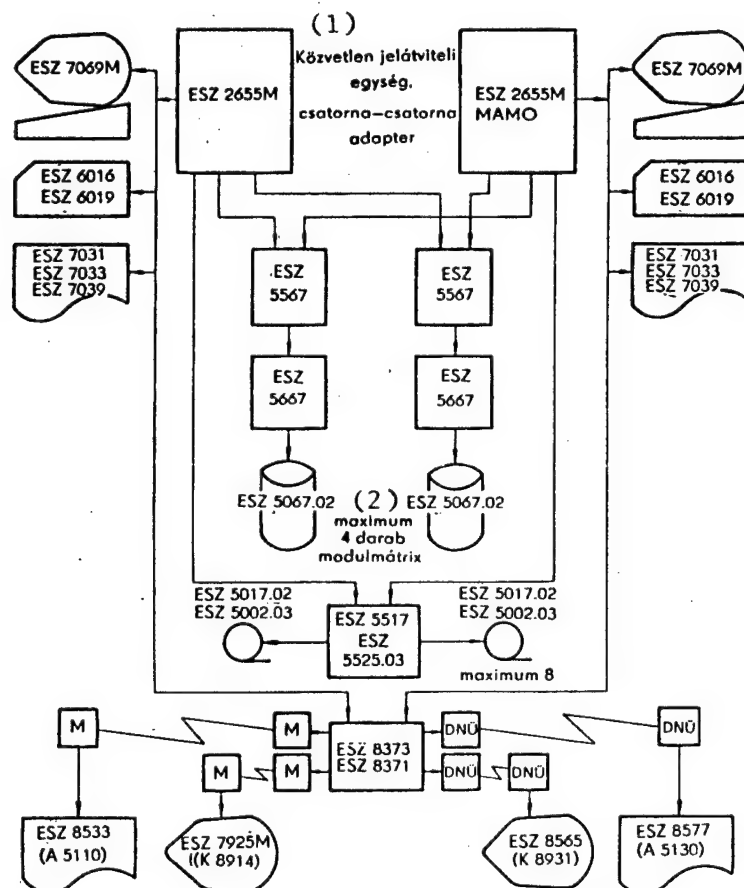 (1)
Közvetlen jelátviteli
egység,
csatorna–csatorna
adapter
ESZ 7069M
ESZ 2655M
ESZ 2655M
MAMO
ESZ 7069M
ESZ 6016
ESZ 6019
ESZ 6016
ESZ 6019
ESZ 7031
ESZ 7033
ESZ 7039
ESZ 7031
ESZ 7033
ESZ 7039
ESZ
5567
ESZ
5567
ESZ
5667
ESZ
5667
ESZ 5067.02
(2)
ESZ 5067.02
maximum
4 darab
modulmátrix
ESZ 5017.02
ESZ 5002.03
ESZ 5517
ESZ
5525.03
ESZ 5017.02
ESZ 5002.03
maximum 8
M
M
ESZ 8373
ESZ 8371
DNÜ
DNÜ
M
M
DNÜ
DNÜ
ESZ 8533
(A 5110)
ESZ 7925M
(K 8914)
ESZ 8565
(K 8931)
ESZ 8577
(A 5130)